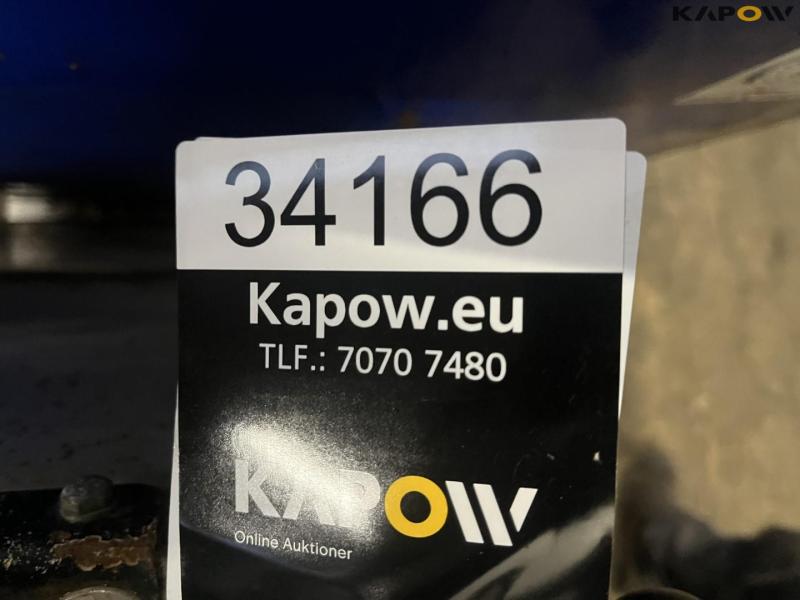 KAPOW
34166
Kapow.eu
TLF.: 7070 7480
KAPOW
Online Auktioner